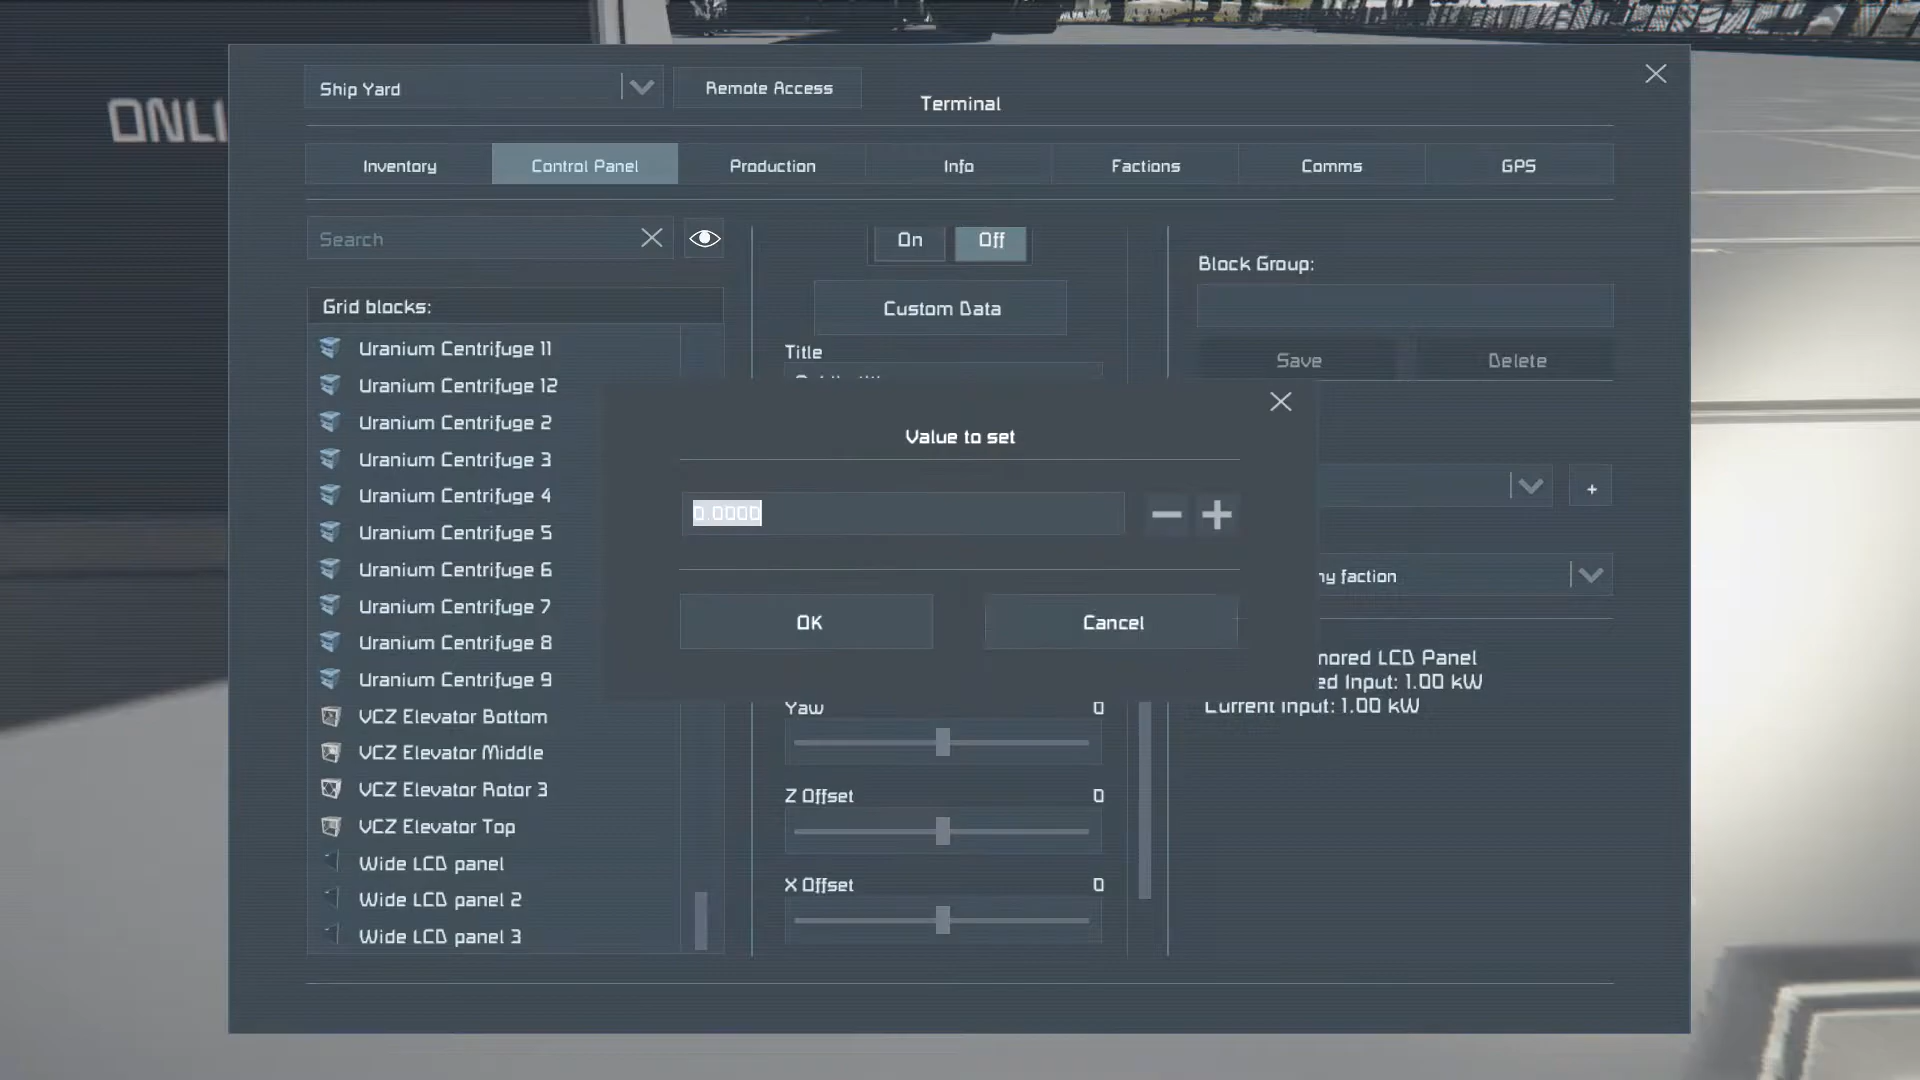 ONLI
Ship Yard
Remote Access
Terminal
Inventory
Control Panel
Production
Info
Factions
Comms
GPS
Search
On
Off
Block Group:
Grid blocks:
Custom Data
Title
Save
Delete
Uranium Centrifuge 11
Uranium Centrifuge 12
Uranium Centrifuge 2
Uranium Centrifuge 3
Uranium Centrifuge 4
Uranium Centrifuge 5
Uranium Centrifuge 6
Uranium Centrifuge 7
Uranium Centrifuge 8
Uranium Centrifuge 9
VCZ Elevator Bottom
VCZ Elevator Middle
VCZ Elevator Rotor 3
VCZ Elevator Top
Wide LCD panel
Wide LCD panel 2
Wide LCD panel 3
Value to set
0.0000
OK
Cancel
Yaw 0
Z Offset 0
X Offset 0
faction
LCD Panel
Input: 1.00 kW
Current Input: 1.00 kW